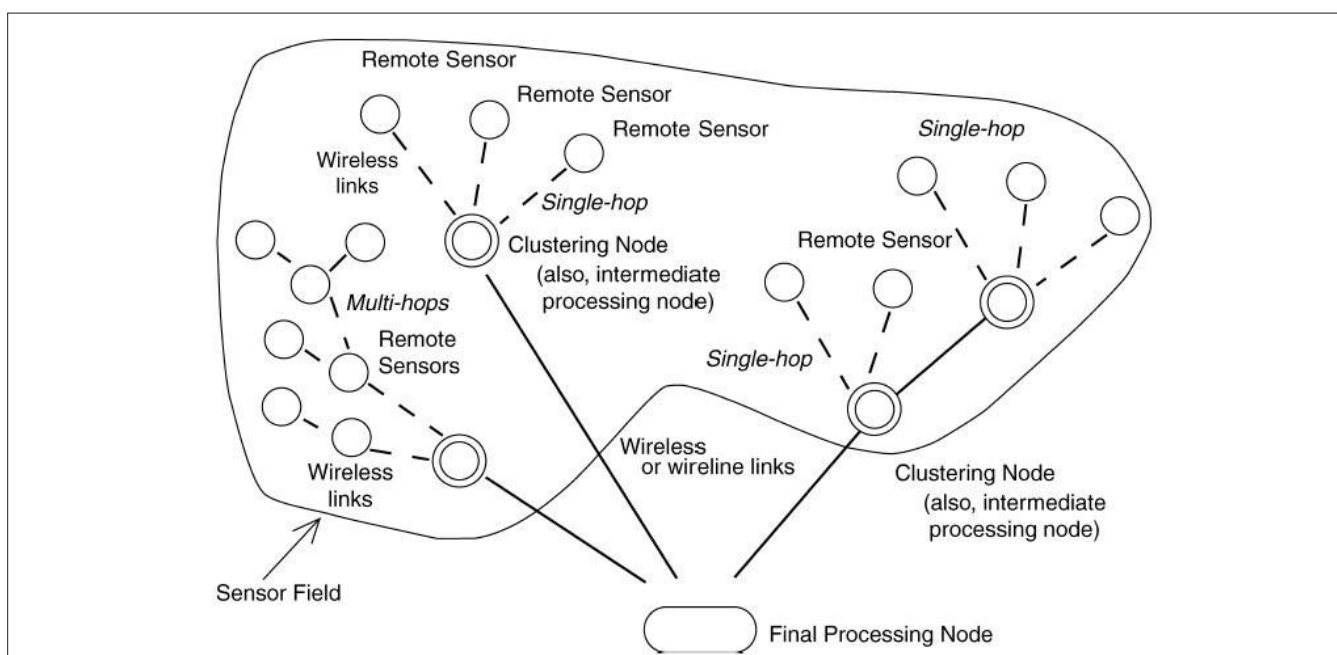 Remote Sensor
Remote Sensor
Remote Sensor
Single-hop
Wireless
links
Single-hop
Clustering Node
(also, intermediate
processing node)
Remote Sensor
Multi-hops
Remote
Sensors
Single-hop
Wireless
or wireline links
Wireless
links
Clustering Node
(also, intermediate
processing node)
Sensor Field
Final Processing Node